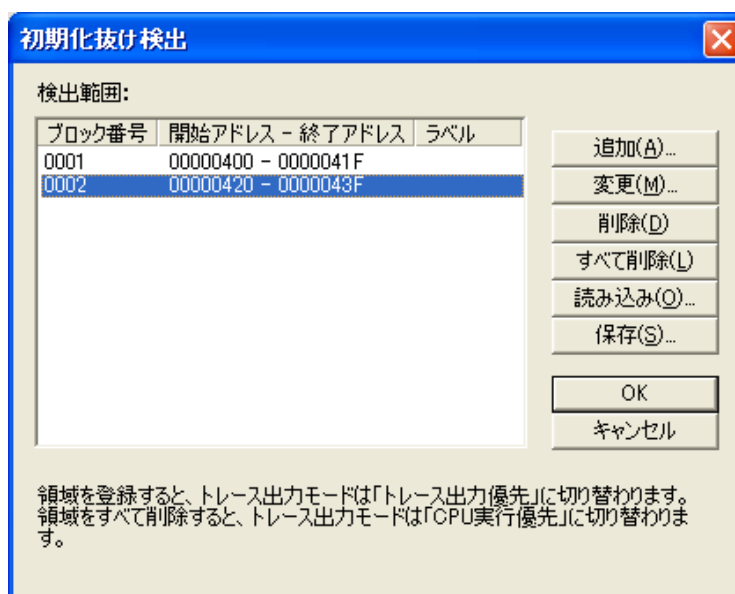 初期化抜け検出
検出範囲:
ブロック番号 開始アドレス - 終了アドレス ラベル
0001 00000400 - 0000041F
0002 00000420 - 0000043F
追加(A)...
変更(M)...
削除(D)
すべて削除(L)
読み込み(O)...
保存(S)...
OK
キャンセル
領域を登録すると、トレース出力モードは「トレース出力優先」に切り替わります。
領域をすべて削除すると、トレース出力モードは「CPU実行優先」に切り替わりま
す。